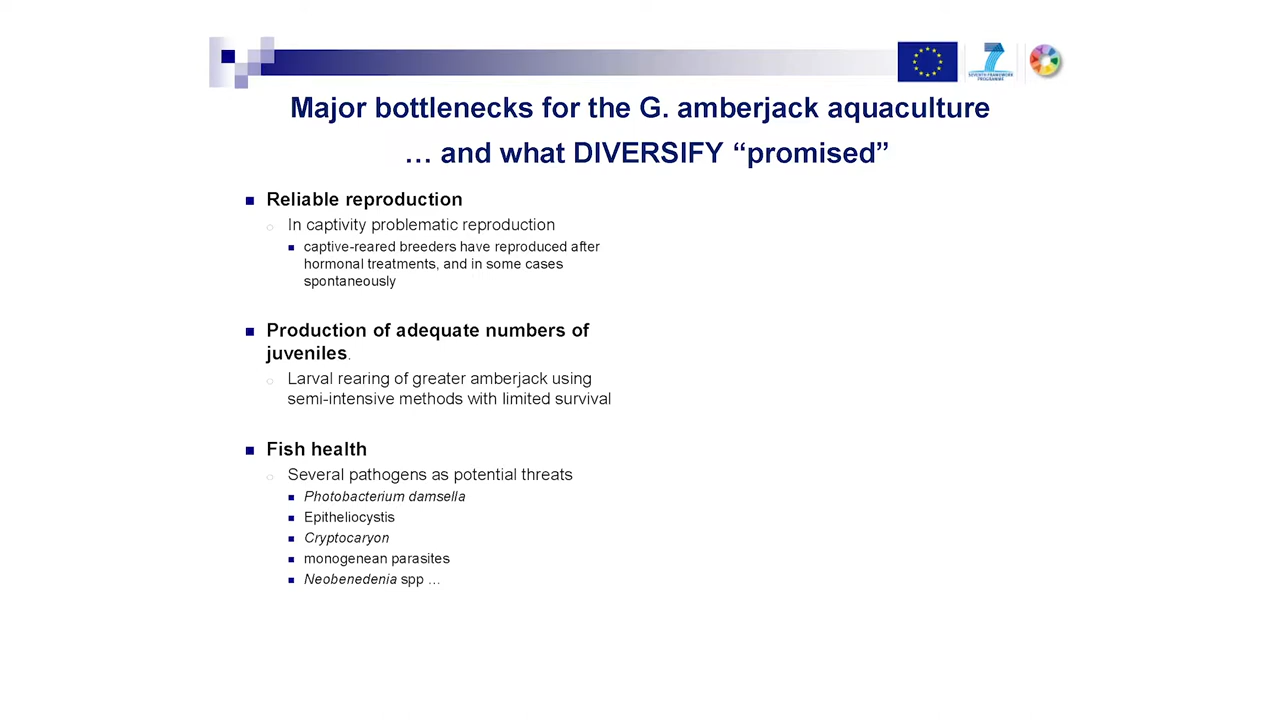 SEVENTH FRAMEWORK
PROGRAMME
Major bottlenecks for the G. amberjack aquaculture
… and what DIVERSIFY “promised”
Reliable reproduction
In captivity problematic reproduction
captive-reared breeders have reproduced after
hormonal treatments, and in some cases
spontaneously
Production of adequate numbers of
juveniles.
Larval rearing of greater amberjack using
semi-intensive methods with limited survival
Fish health
Several pathogens as potential threats
Photobacterium damsella
Epitheliocystis
Cryptocaryon
monogenean parasites
Neobenedenia spp …